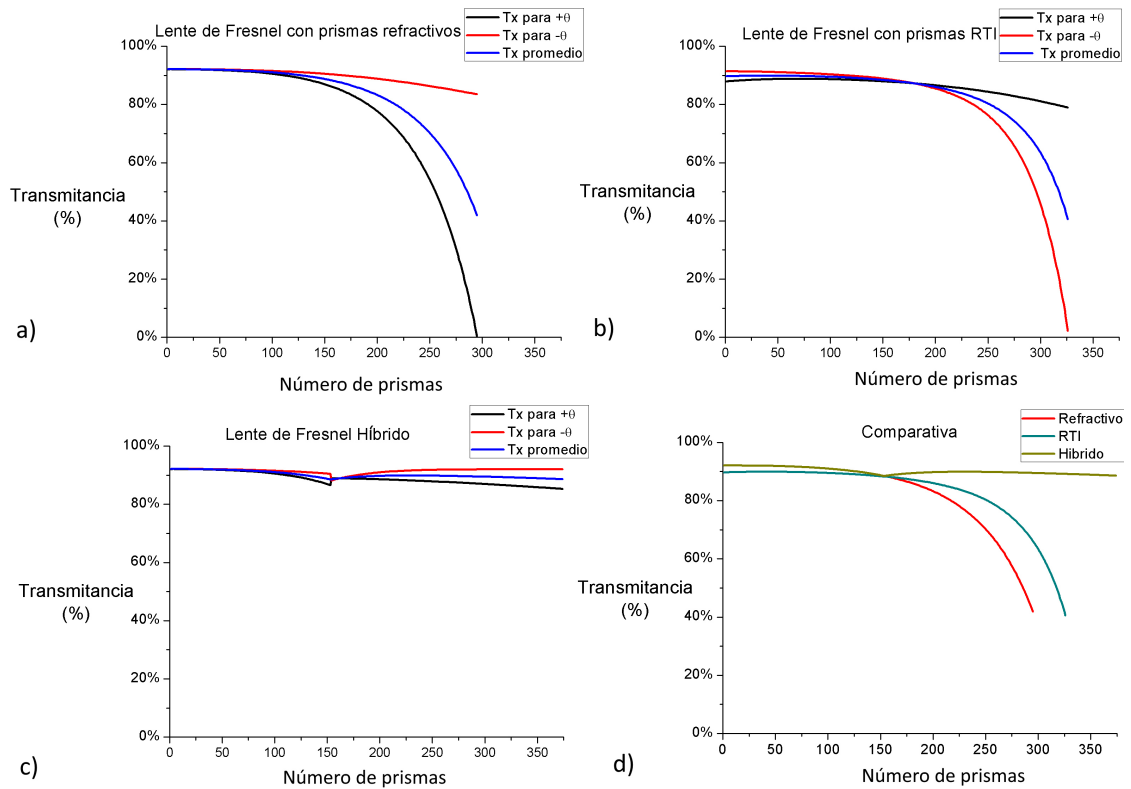 Lente de Fresnel con prismas refractivos
Tx para +θ
Tx para -θ
Tx promedio
100%
80%
60%
40%
20%
0%
Transmitancia
(%)
0 50 100 150 200 250 300 350
Número de prismas
a)
Lente de Fresnel con prismas RTI
Tx para +θ
Tx para -θ
Tx promedio
100%
80%
60%
40%
20%
0%
Transmitancia
(%)
0 50 100 150 200 250 300 350
Número de prismas
b)
Lente de Fresnel HÍbrido
Tx para +θ
Tx para -θ
Tx promedio
100%
80%
60%
40%
20%
0%
Transmitancia
(%)
0 50 100 150 200 250 300 350
Número de prismas
c)
Comparativa
Refractivo
RTI
Hibrido
100%
80%
60%
40%
20%
0%
Transmitancia
(%)
0 50 100 150 200 250 300 350
Número de prismas
d)